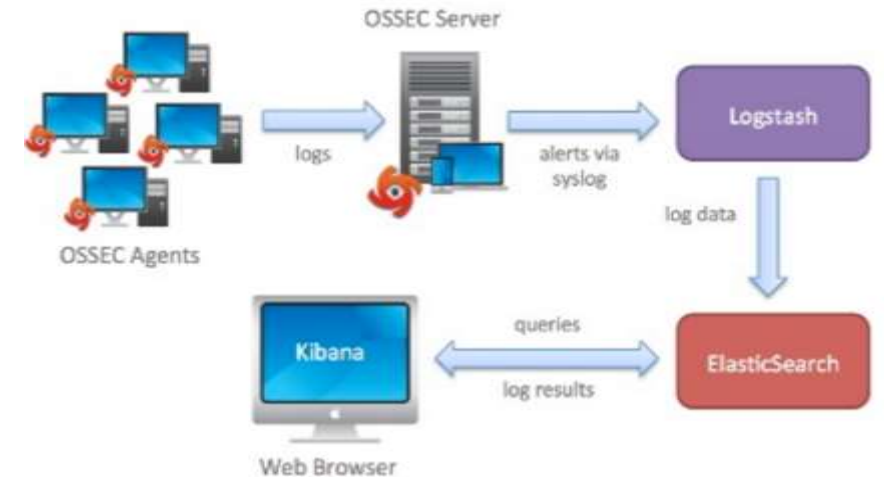 OSSEC Server
Logstash
logs
alerts via
syslog
OSSEC Agents
log data
Kibana
queries
log results
ElasticSearch
Web Browser